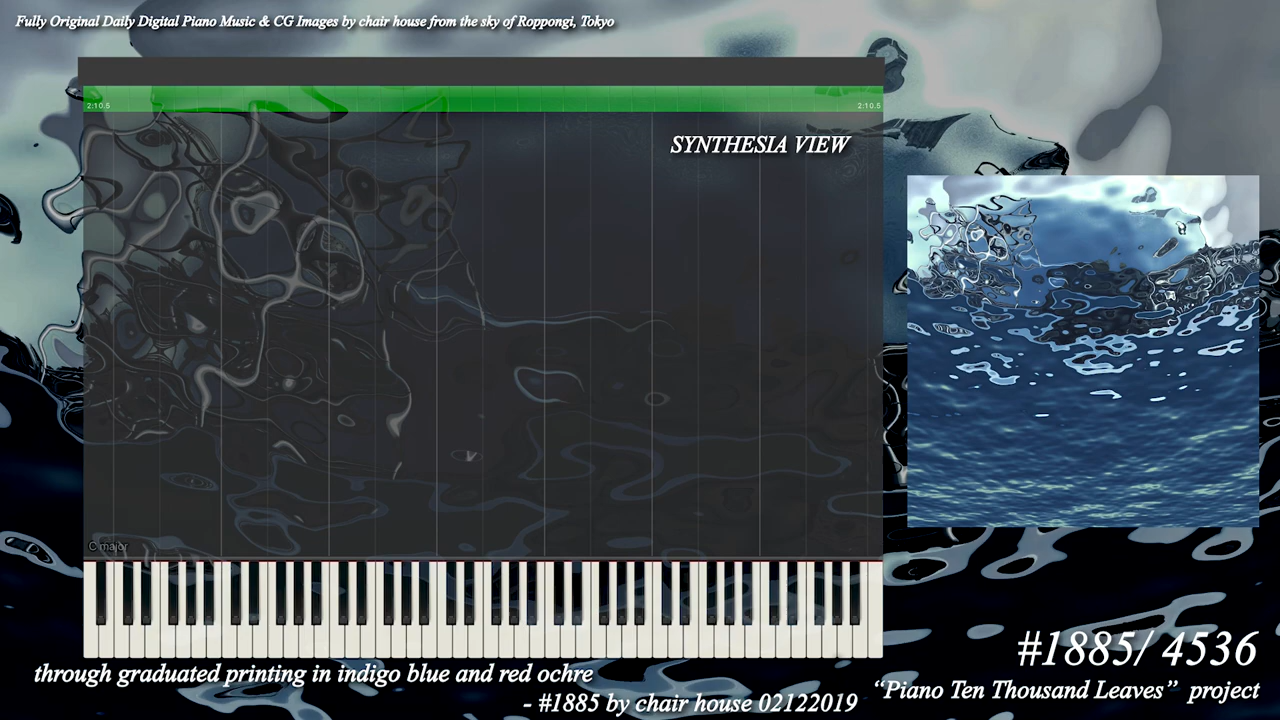 Fully Original Daily Digital Piano Music & CG Images by chair house from the sky of Roppongi, Tokyo
2:10.5
2:10.5
SYNTHESIA VIEW
C major
#1885/ 4536
through graduated printing in indigo blue and red ochre
“Piano Ten Thousand Leaves” project
- #1885 by chair house 02122019